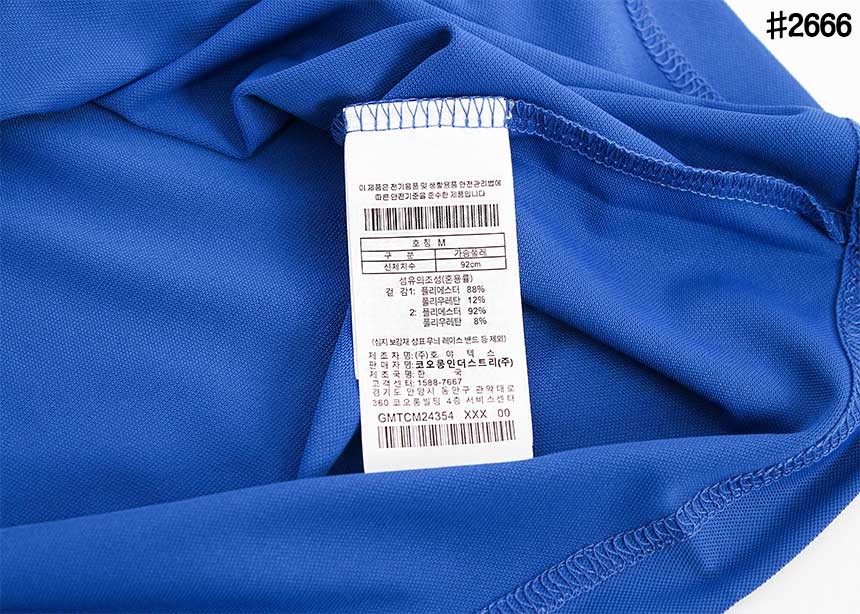 #2666
이 제품은 전기용품 및 생활용품 안전관리법에
따른 안전기준을 준수한 제품입니다
호 칭 M
구 분 가슴둘레
신체지수 92cm
섬유의조성(혼용률)
겉 감1: 폴리에스터 88%
폴리우레탄 12%
2: 폴리에스터 92%
폴리우레탄 8%
(심지 보강재 상표 무늬 레이스 밴드 등 제외)
제 조 자 명: (주) 호 야 텍 스
판 매 자 명: 코오롱인더스트리(주)
제 조 국 명: 한 국
고 객 센 터: 1588-7667
경기도 안양시 동안구 관악대로
360 코오롱빌딩 4층 서비스센터
GMTCM24354 XXX 00